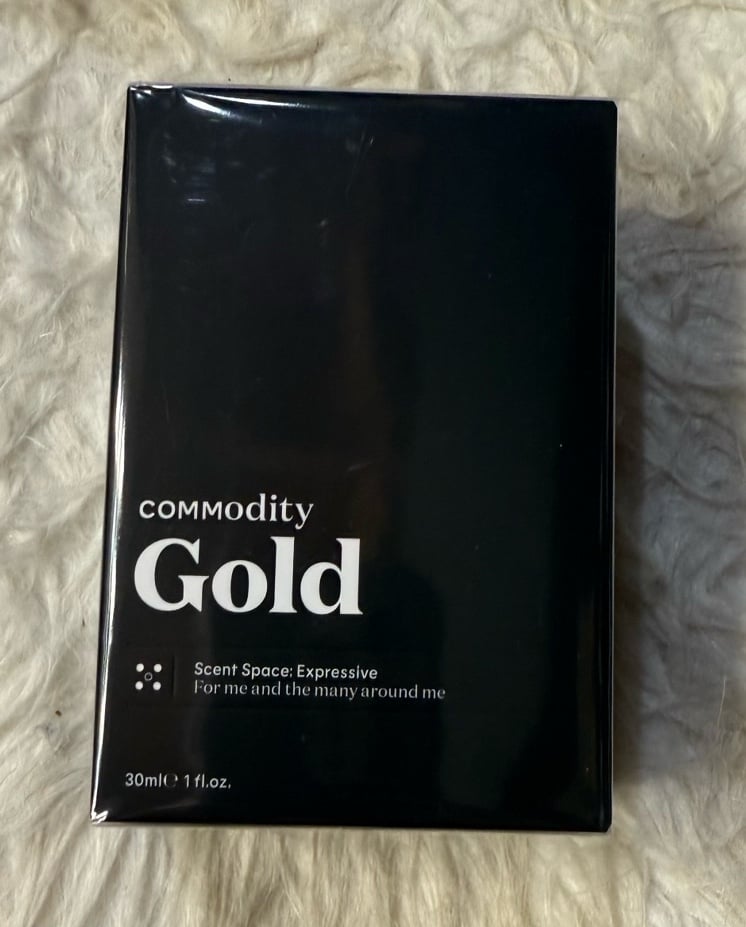 COMMOdity
Gold
Scent Space: Expressive
For me and the many around me
30ml℮ 1 fl.oz.